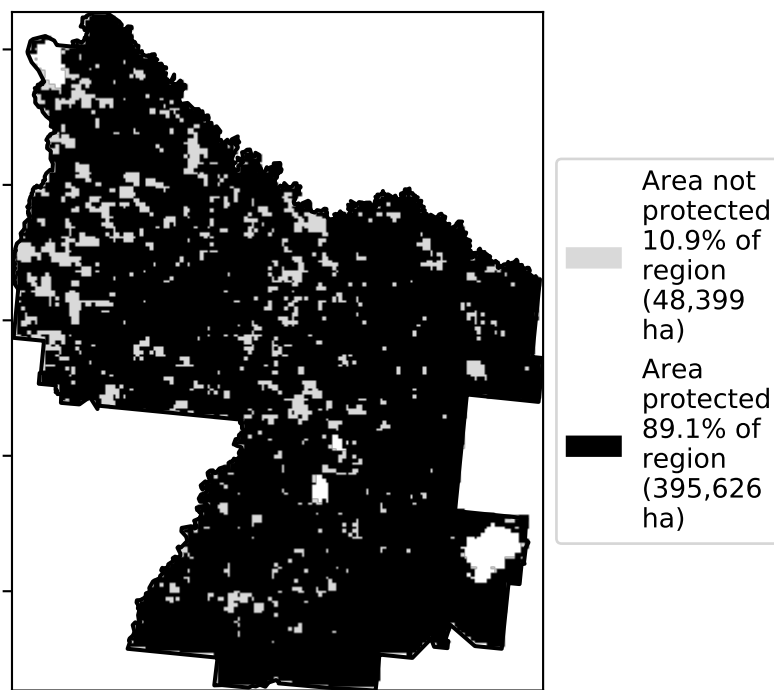 Area not
protected
10.9% of
region
(48,399
ha)
Area
protected
89.1% of
region
(395,626
ha)